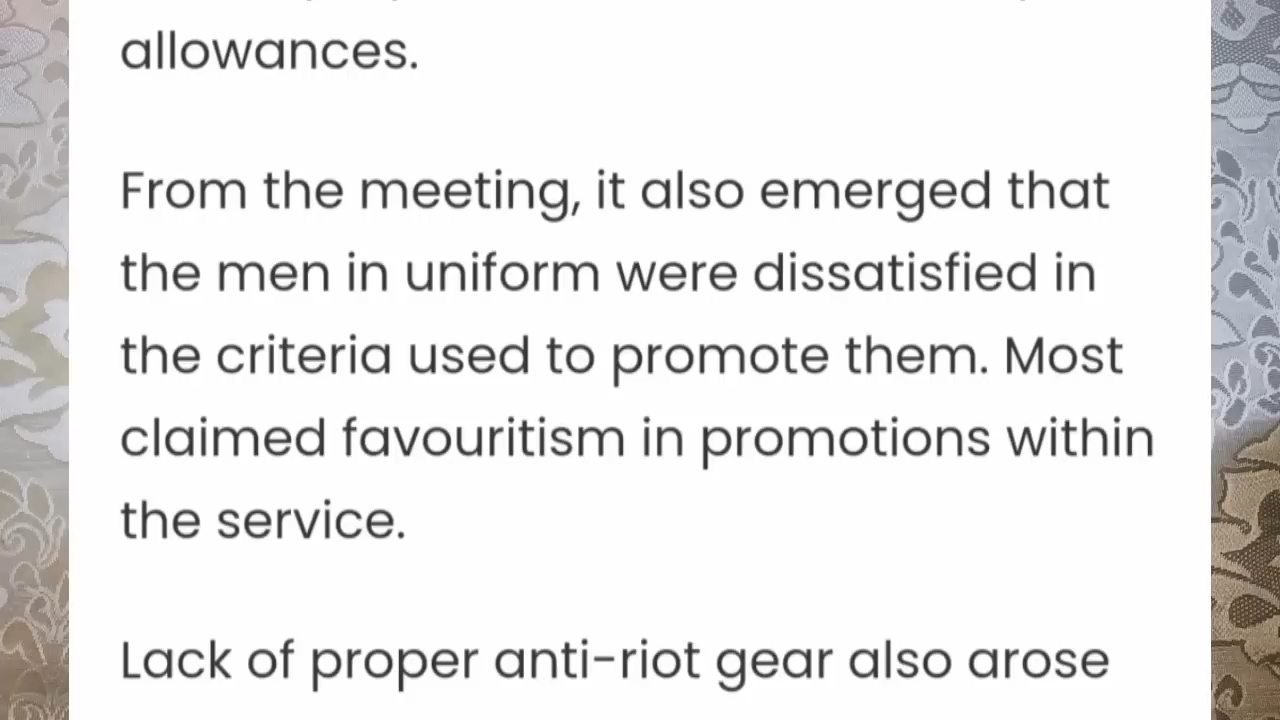 allowances.
From the meeting, it also emerged that
the men in uniform were dissatisfied in
the criteria used to promote them. Most
claimed favouritism in promotions within
the service.
Lack of proper anti-riot gear also arose